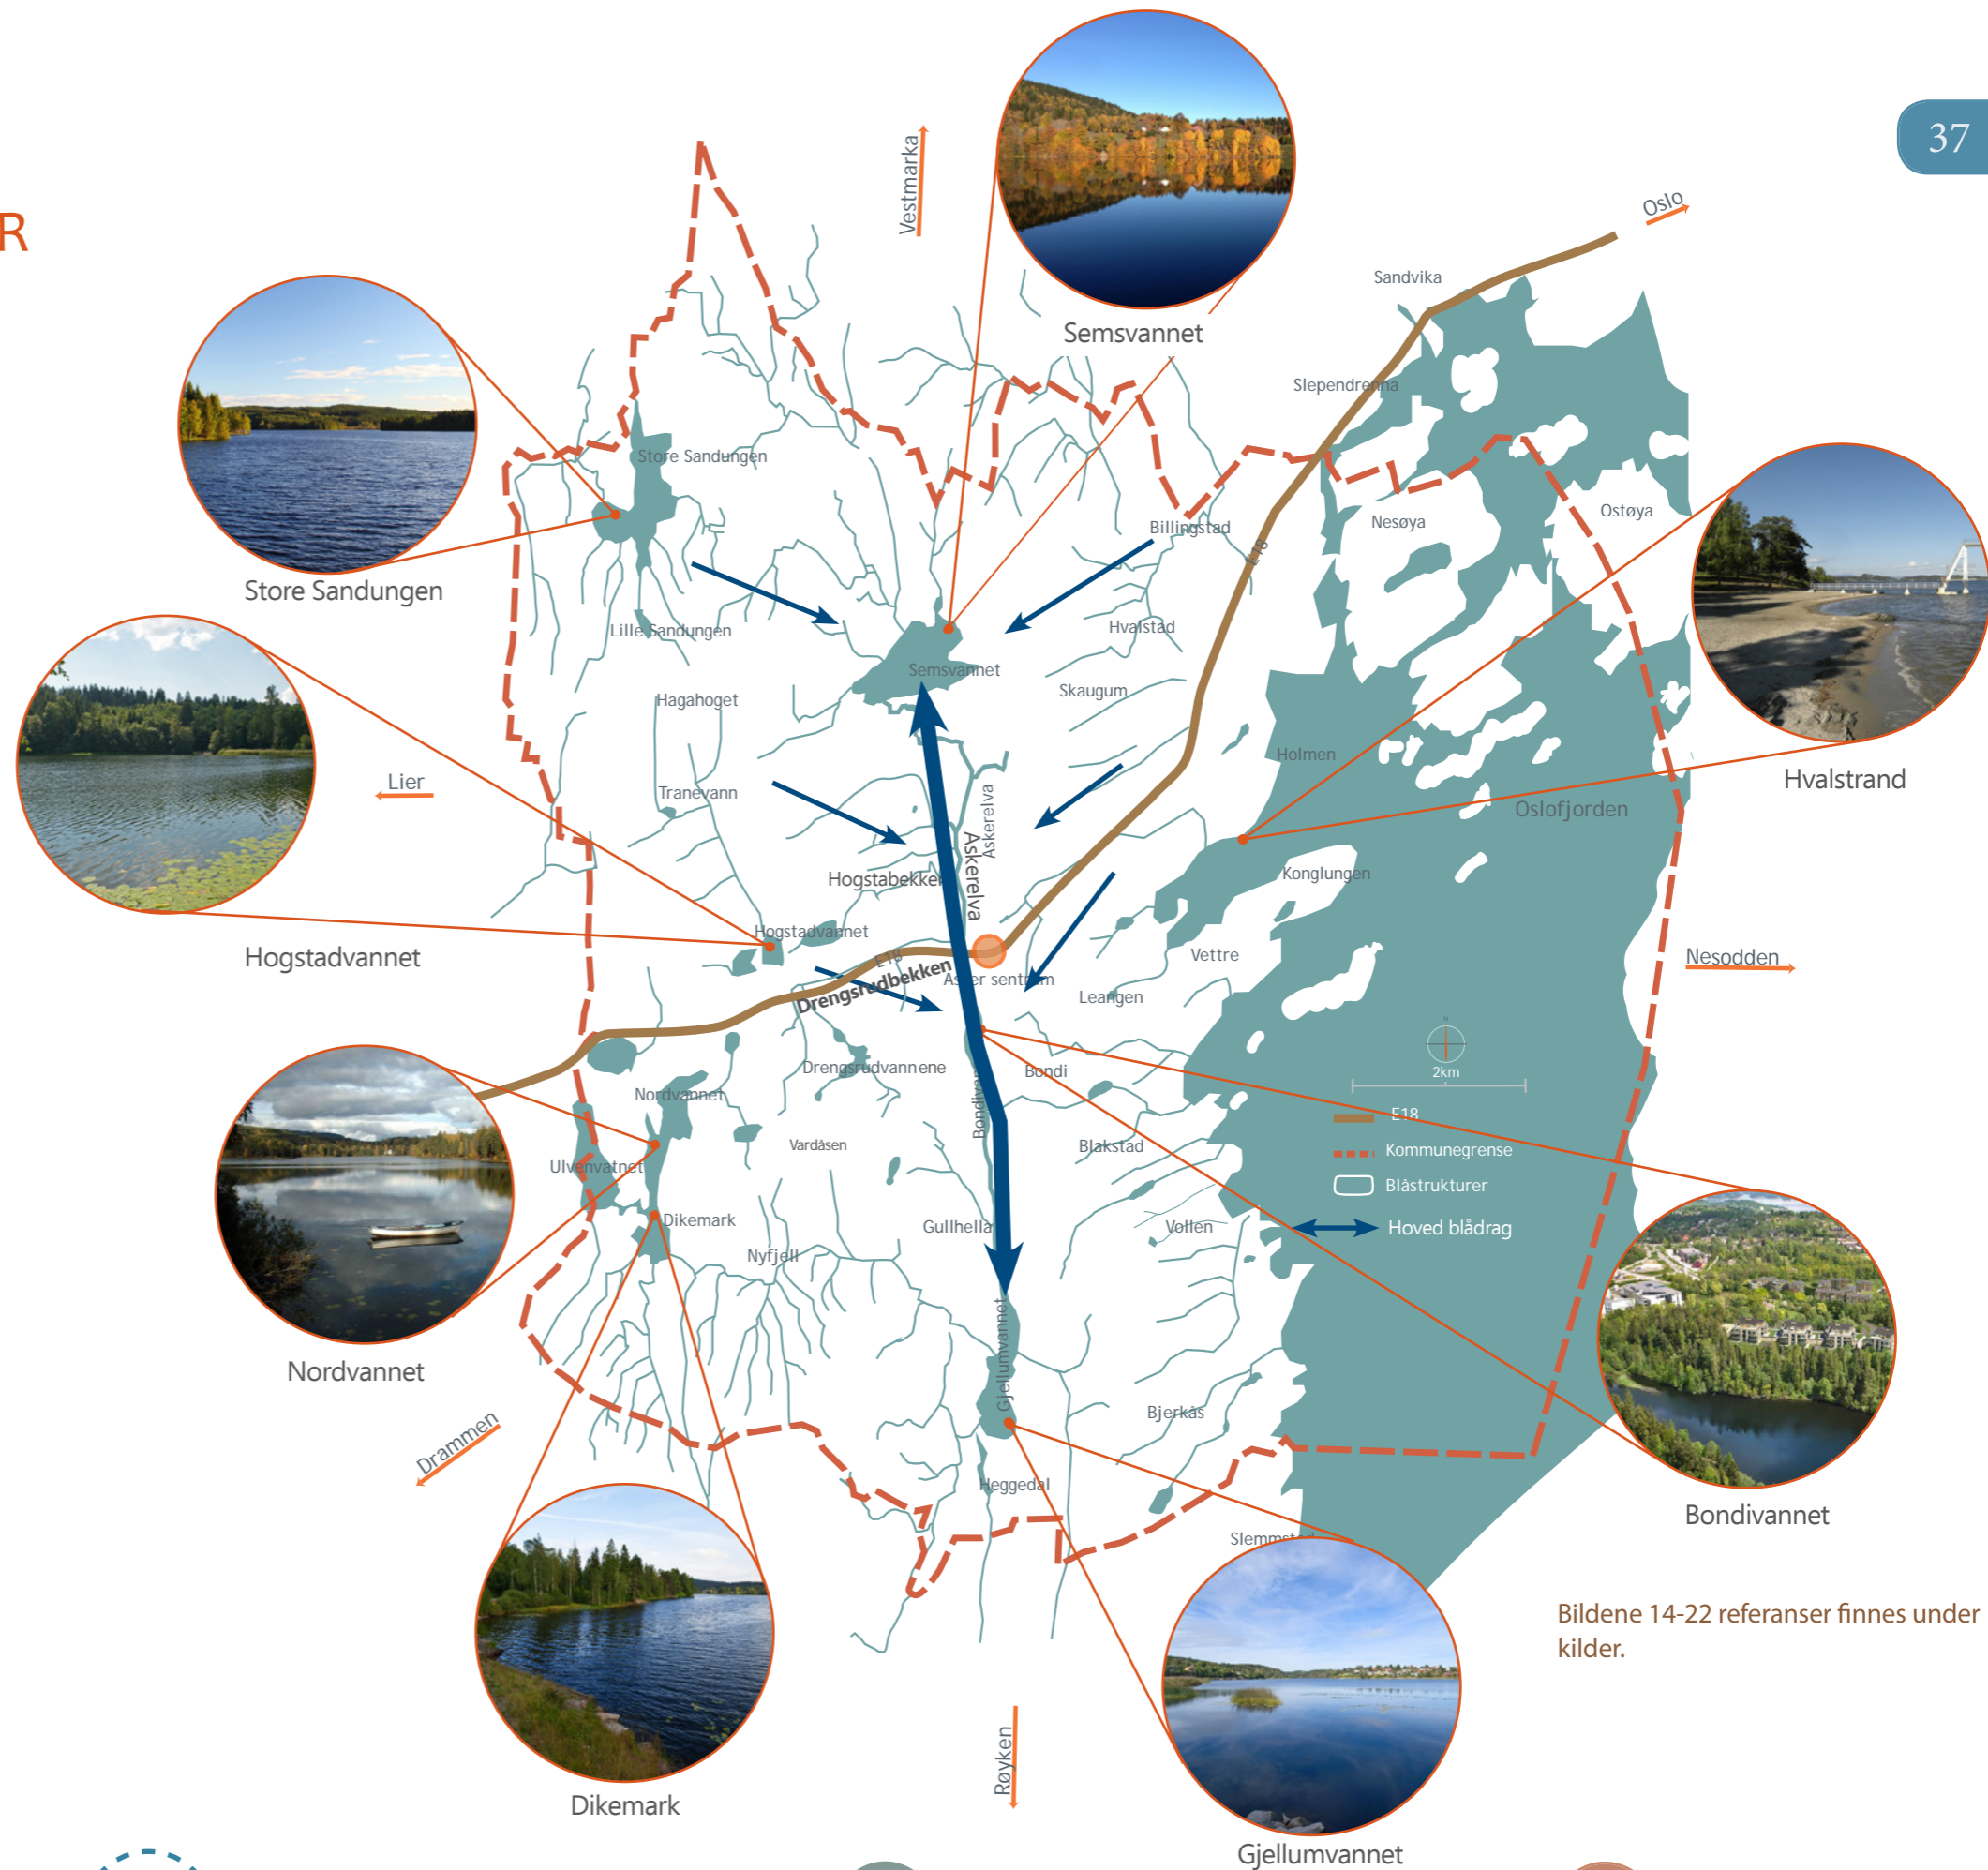 37
R
Vestmarka
Oslo
Sandvika
Semsvannet
Slependrenna
Store Sandungen
Nesøya
Ostøya
Billingstad
E18
Store Sandungen
Lille Sandungen
Hvalstad
Semsvannet
Skaugum
Hagahoget
Holmen
Lier
Hvalstrand
Tranevann
Oslofjorden
Askerelva
Askerelva
Hogstabekken
Konglungen
Hogstadvannet
Hogstadvannet
E18
Vettre
Nesodden
Drengsrudbekken
Asker sentrum
Leangen
N
Drengsrudvannene
Bondi
2km
Nordvannet
E18
Vardåsen
Blakstad
Kommunegrense
Ulvenvatnet
Blåstrukturer
Dikemark
Gullhella
Vollen
Hoved blådrag
Nyfjell
Nordvannet
Gjellumvannet
Bjerkås
Drammen
Heggedal
Bondivannet
Bildene 14-22 referanser finnes under
kilder.
Røyken
Dikemark
Gjellumvannet